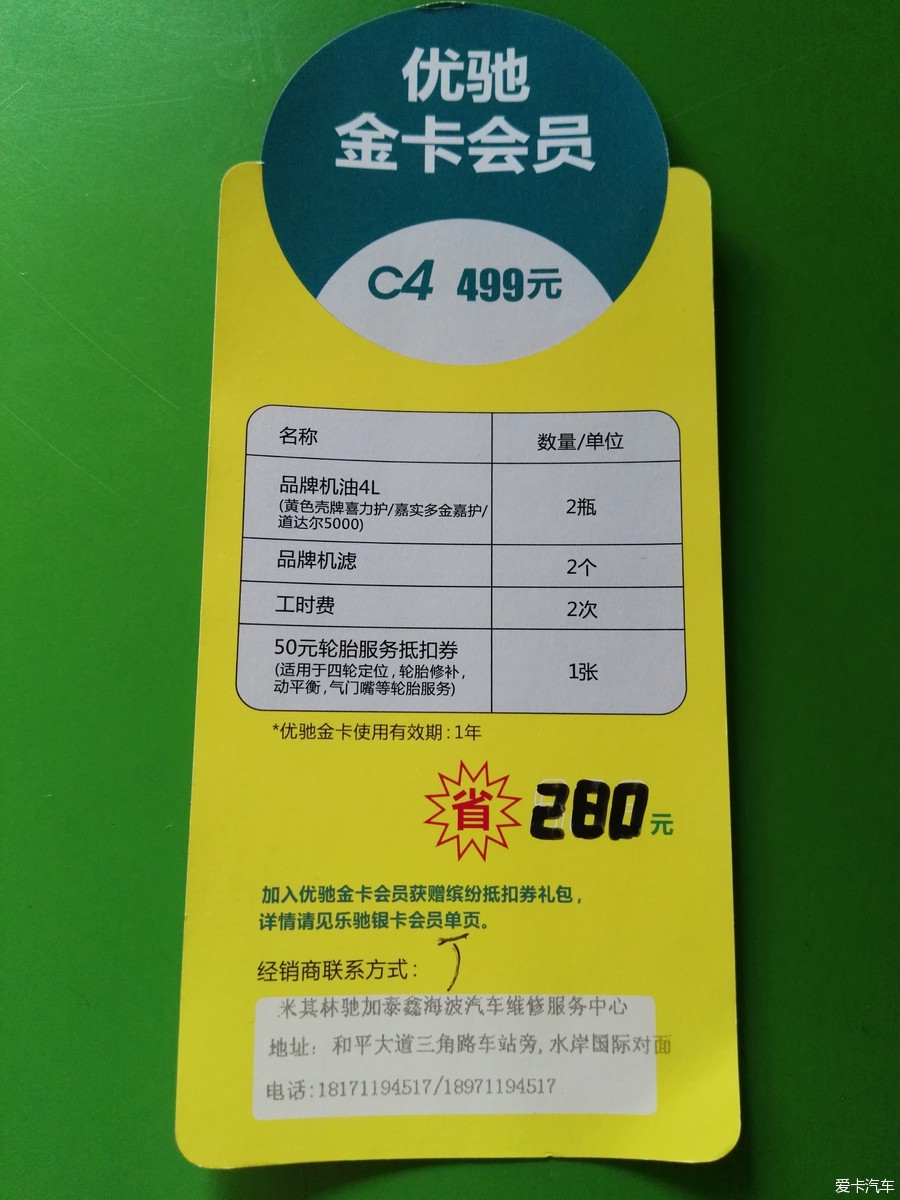 优驰
金卡会员
C4 499元
名称 数量/单位
品牌机油4L
(黄色壳牌喜力护/嘉实多金嘉护/
道达尔5000)
2瓶
品牌机滤 2个
工时费 2次
50元轮胎服务抵扣券
(适用于四轮定位,轮胎修补,
动平衡,气门嘴等轮胎服务)
1张
*优驰金卡使用有效期:1年
省 280元
加入优驰金卡会员获赠缤纷抵扣券礼包,
详情请见乐驰银卡会员单页。
经销商联系方式:
米其林驰加泰鑫海波汽车维修服务中心
地址: 和平大道三角路车站旁,水岸国际对面
电话:18171194517/18971194517
爱卡汽车